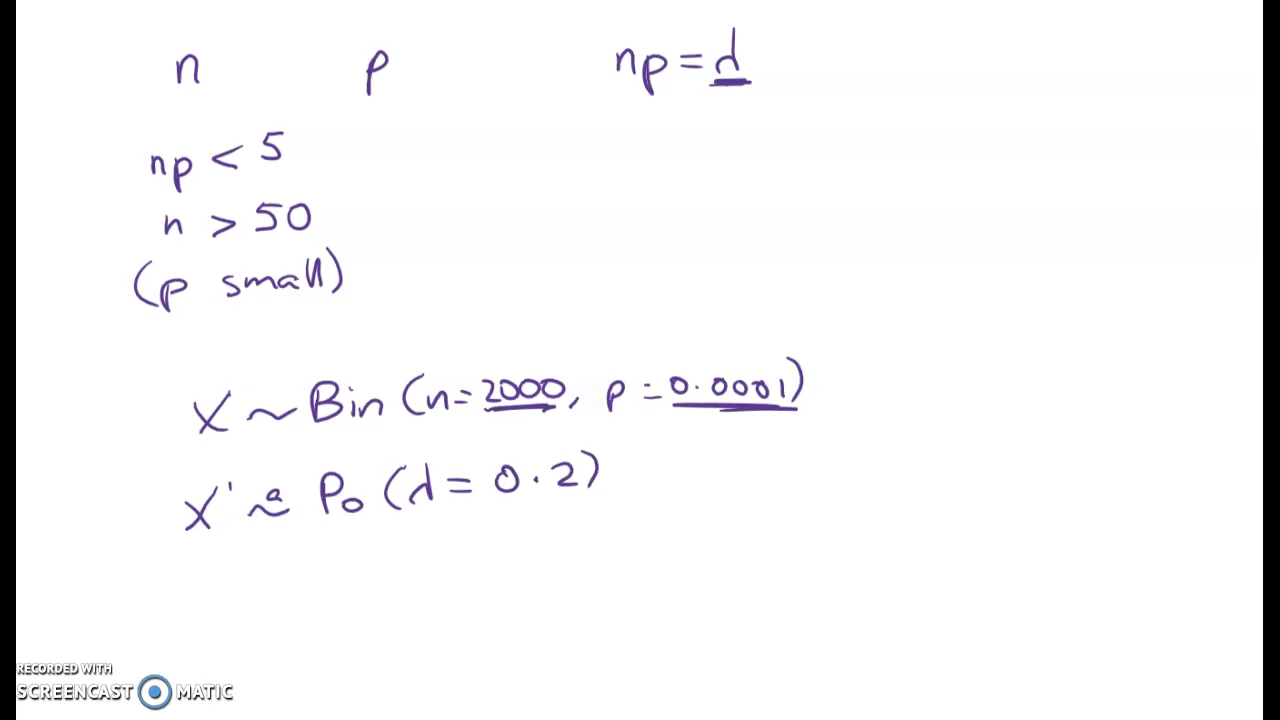 n p np = λ
np < 5
n > 50
(p small)
X ~ Bin (n = 2000, p = 0.0001)
X' ~ᵃ Po (λ = 0.2)
RECORDED WITH
SCREENCAST MATIC